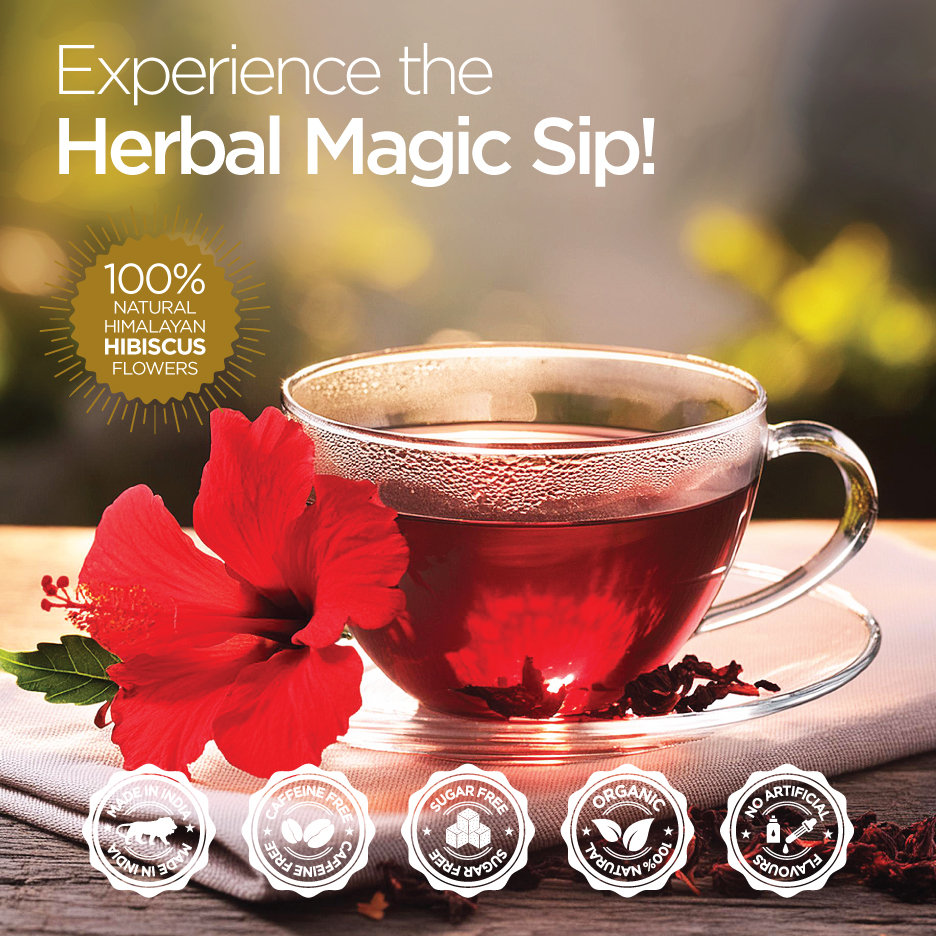 Experience the
Herbal Magic Sip!
100%
NATURAL
HIMALAYAN
HIBISCUS
FLOWERS
MADE IN INDIA
MADE IN INDIA
CAFFEINE FREE
CAFFEINE FREE
SUGAR FREE
SUGAR FREE
ORGANIC
100% NATURAL
NO ARTIFICIAL
FLAVOURS